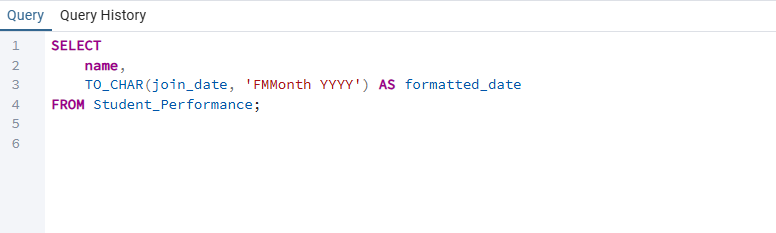 Query Query History
1 SELECT
2 name,
3 TO_CHAR(join_date, 'FMMonth YYYY') AS formatted_date
4 FROM Student_Performance;
5
6